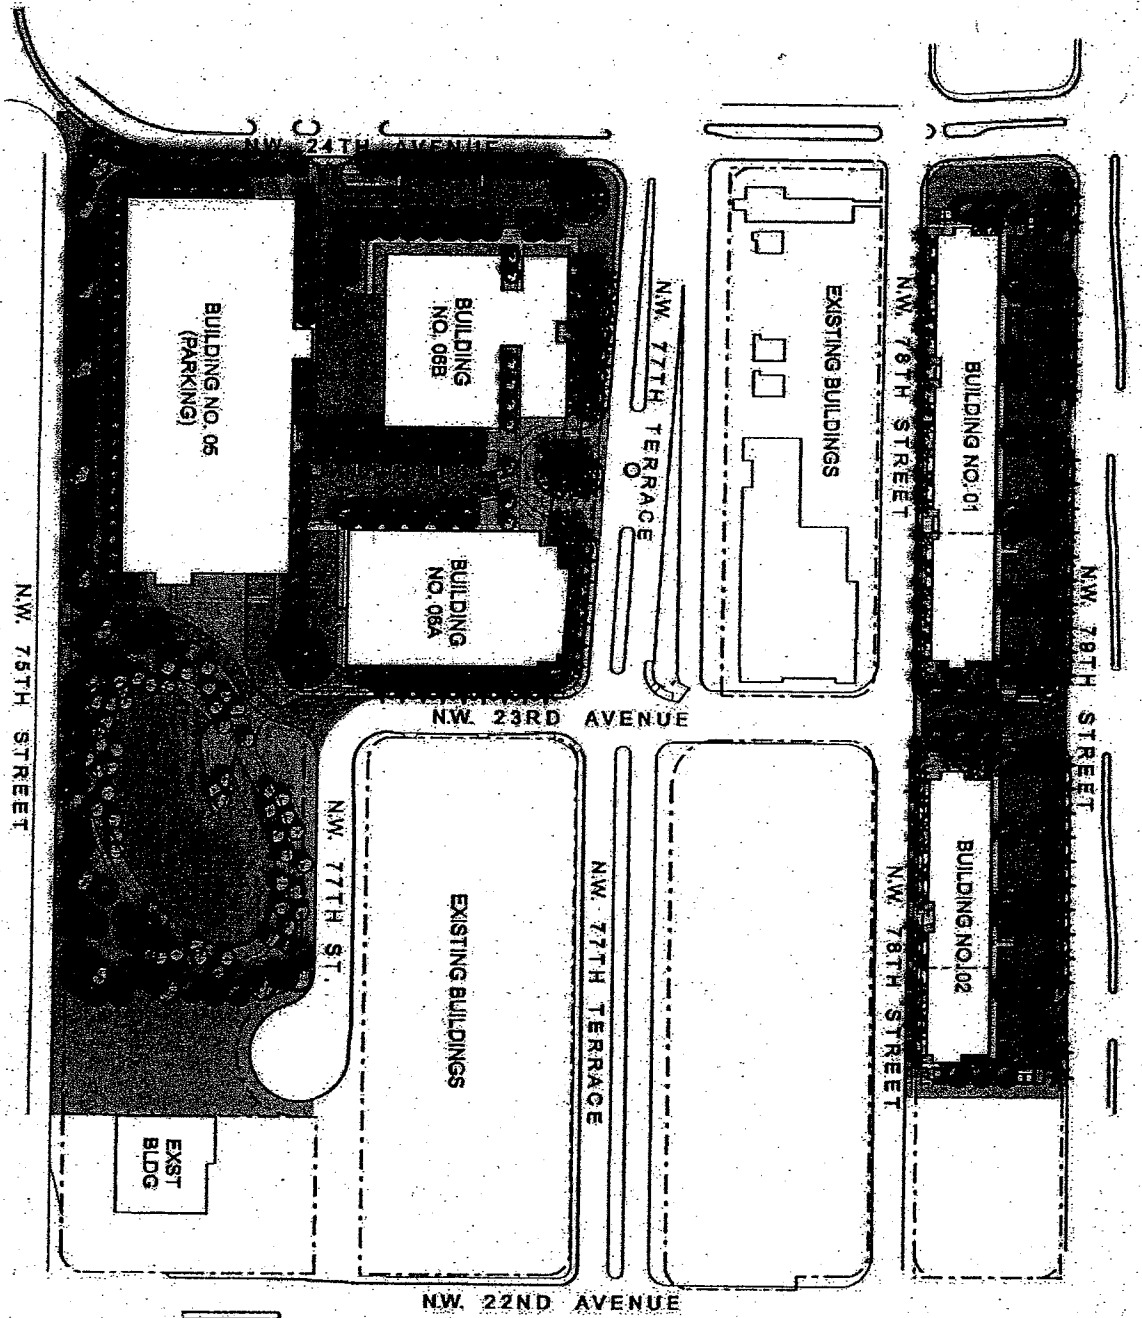 N.W. 24TH AVENUE
BUILDING NO. 05
(PARKING)
BUILDING
NO. 06B
N.W. 77TH TERRACE
EXISTING BUILDINGS
N.W. 78TH STREET
BUILDING NO. 01
N.W. 79TH STREET
BUILDING
NO. 06A
N.W. 75TH STREET
N.W. 23RD AVENUE
N.W. 77TH ST.
EXISTING BUILDINGS
N.W. 77TH TERRACE
N.W. 78TH STREET
BUILDING NO. 02
EXST
BLDG
N.W. 22ND AVENUE